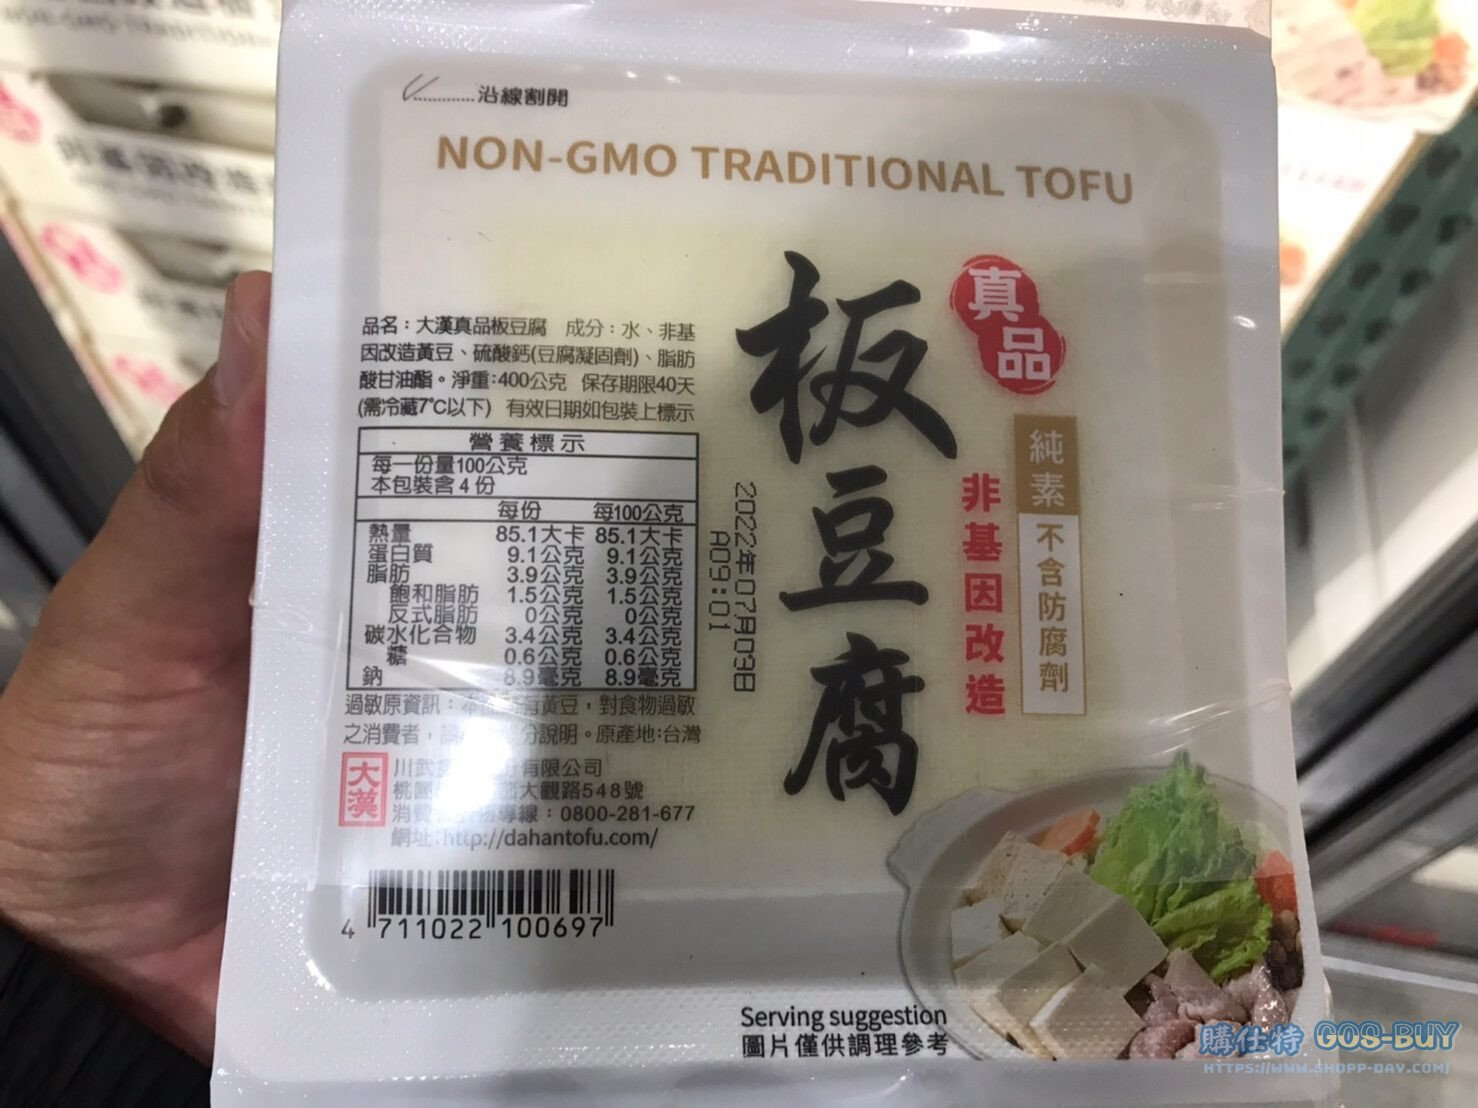 沿線割開
NON-GMO TRADITIONAL TOFU
真品
板豆腐
純素
不含防腐劑
非基因改造
品名：大漢真品板豆腐 成分：水、非基
因改造黃豆、硫酸鈣(豆腐凝固劑)、脂肪
酸甘油酯。淨重:400公克 保存期限40天
(需冷藏7℃以下) 有效日期如包裝上標示
營養標示
每一份量100公克
本包裝含4份
每份 每100公克
熱量 85.1大卡 85.1大卡
蛋白質 9.1公克 9.1公克
脂肪 3.9公克 3.9公克
飽和脂肪 1.5公克 1.5公克
反式脂肪 0公克 0公克
碳水化合物 3.4公克 3.4公克
糖 0.6公克 0.6公克
鈉 8.9毫克 8.9毫克
2022年07月09日
A09:01
過敏原資訊：本 有黃豆，對食物過敏
之消費者， 分說明。原產地:台灣
大漢
川武 有限公司
桃園 大觀路548號
消費 專線：0800-281-677
網址:http://dahantofu.com/
4 711022 100697
Serving suggestion
圖片僅供調理參考
購仕特 GOS-BUY
HTTPS://WWW.SHOPP-DAY.COM/